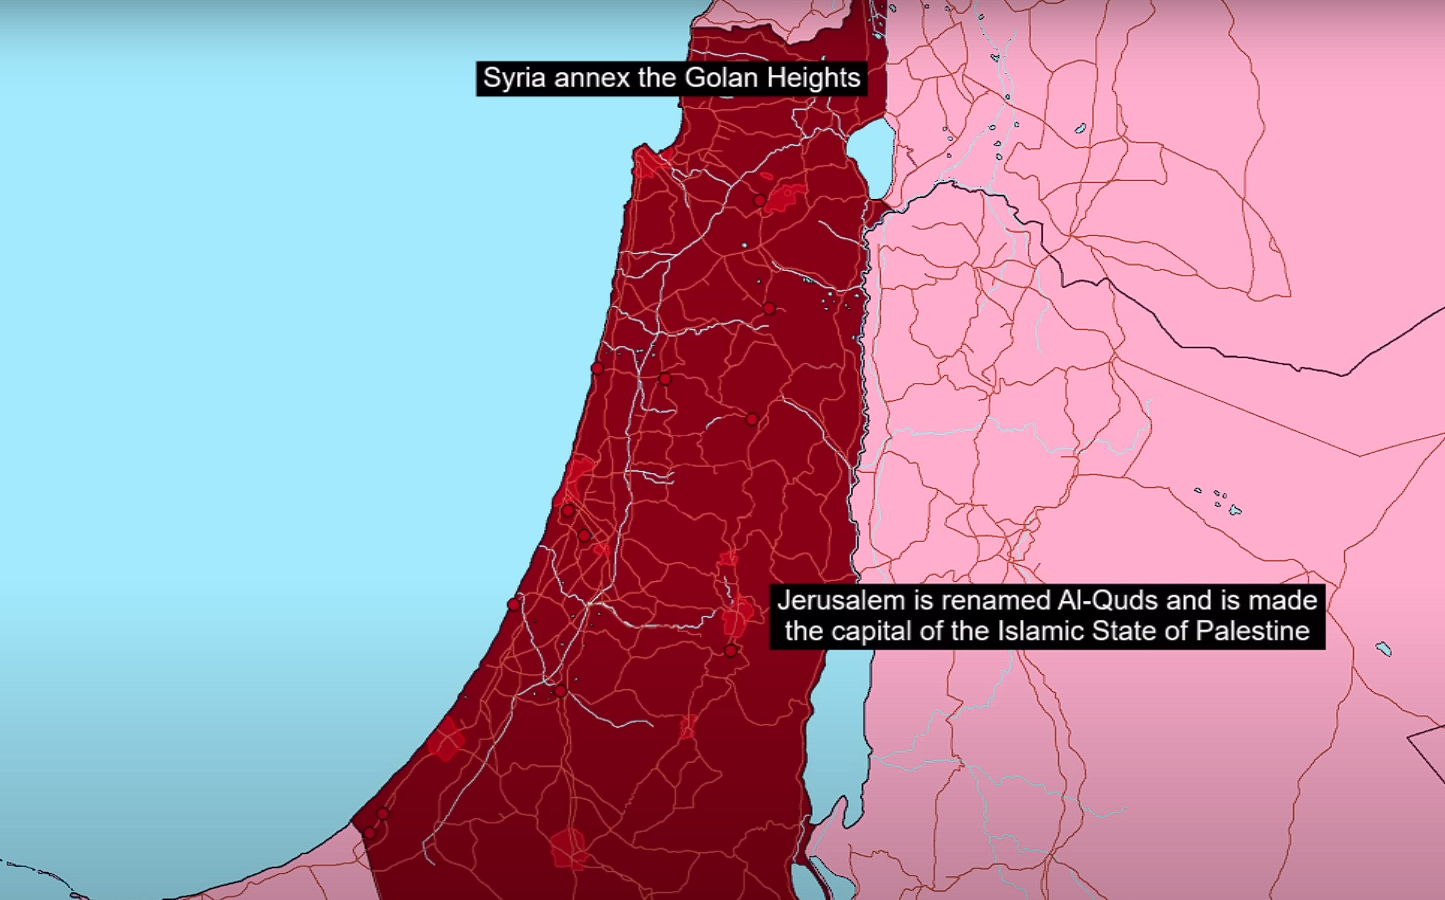 Syria annex the Golan Heights
Jerusalem is renamed Al-Quds and is made
the capital of the Islamic State of Palestine